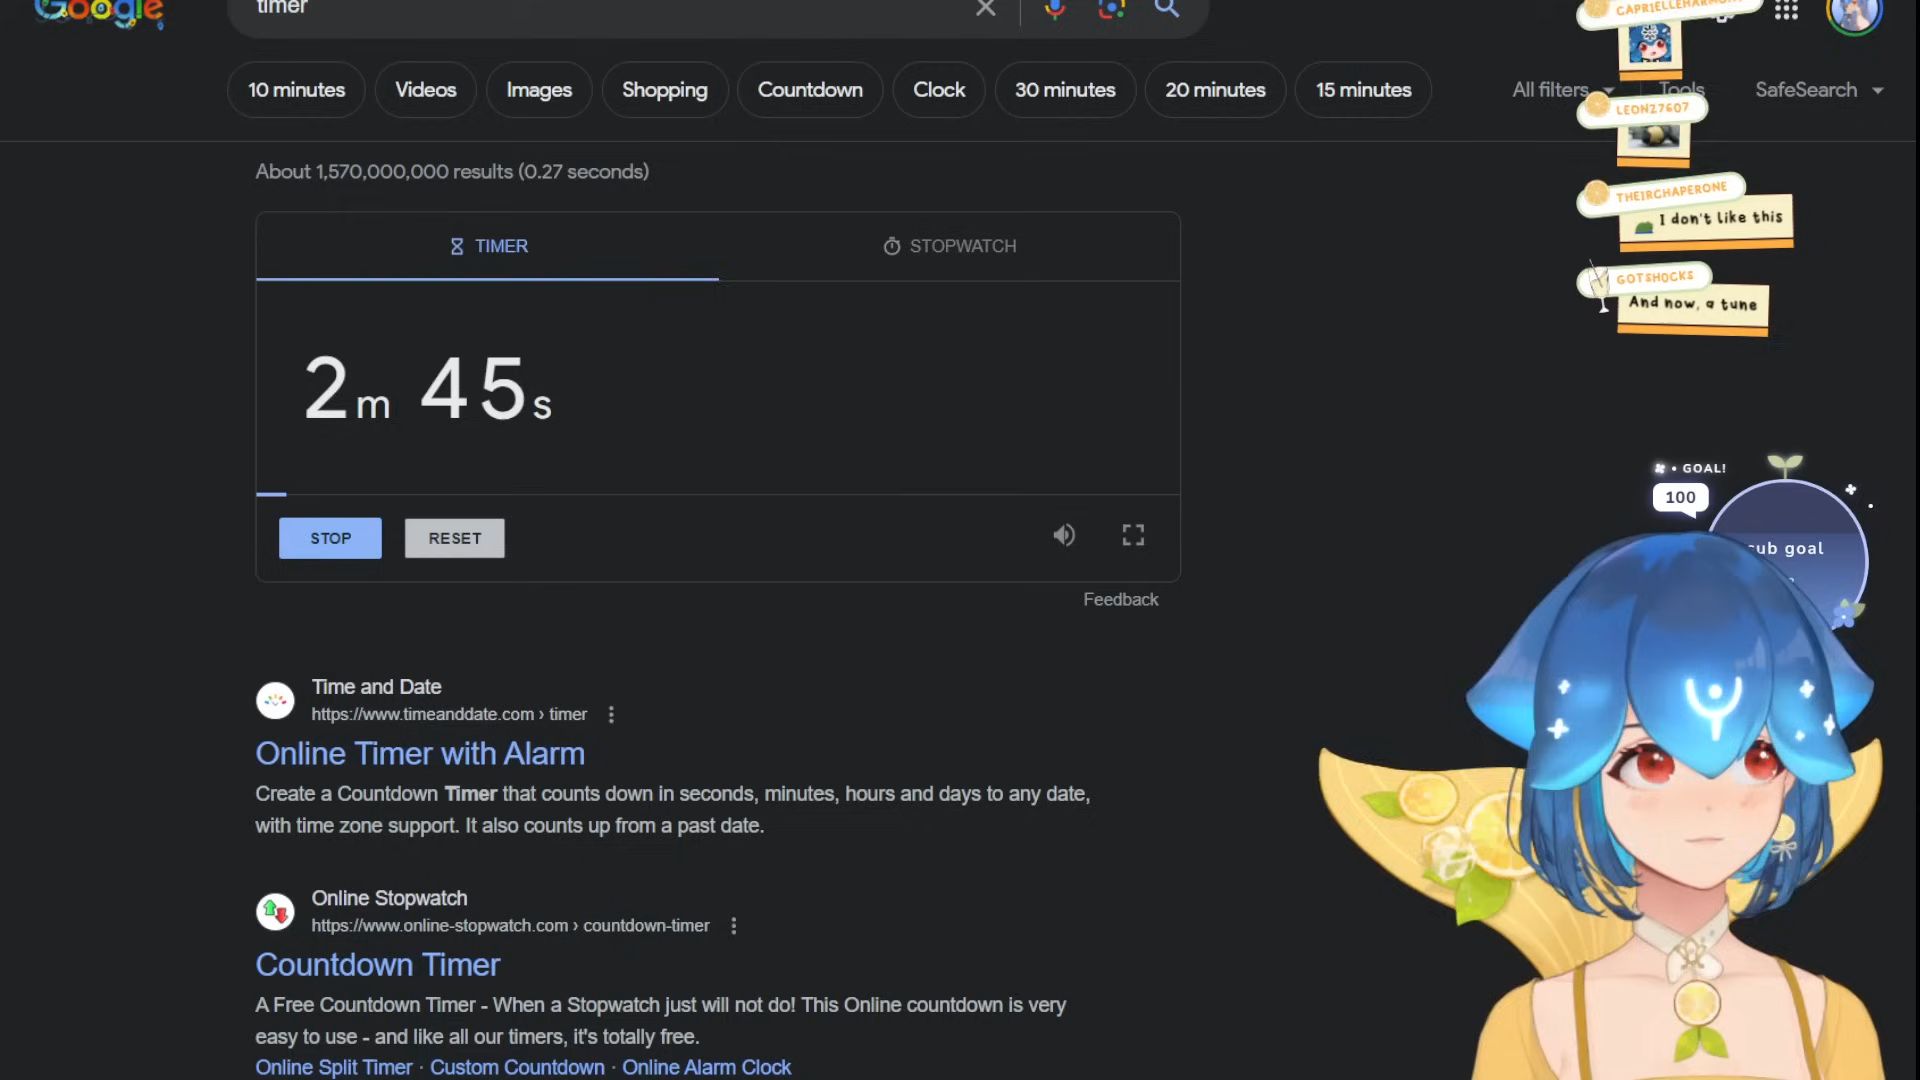 Google
timer
10 minutes
Videos
Images
Shopping
Countdown
Clock
30 minutes
20 minutes
15 minutes
All filters
Tools
SafeSearch
About 1,570,000,000 results (0.27 seconds)
TIMER
STOPWATCH
2m 45s
STOP
RESET
Feedback
Time and Date
https://www.timeanddate.com › timer
Online Timer with Alarm
Create a Countdown Timer that counts down in seconds, minutes, hours and days to any date,
with time zone support. It also counts up from a past date.
Online Stopwatch
https://www.online-stopwatch.com › countdown-timer
Countdown Timer
A Free Countdown Timer - When a Stopwatch just will not do! This Online countdown is very
easy to use - and like all our timers, it's totally free.
Online Split Timer · Custom Countdown · Online Alarm Clock
LEON27607
THEIRCHAPERONE
I don't like this
GOTSHOCKS
And now, a tune
• GOAL!
100
sub goal